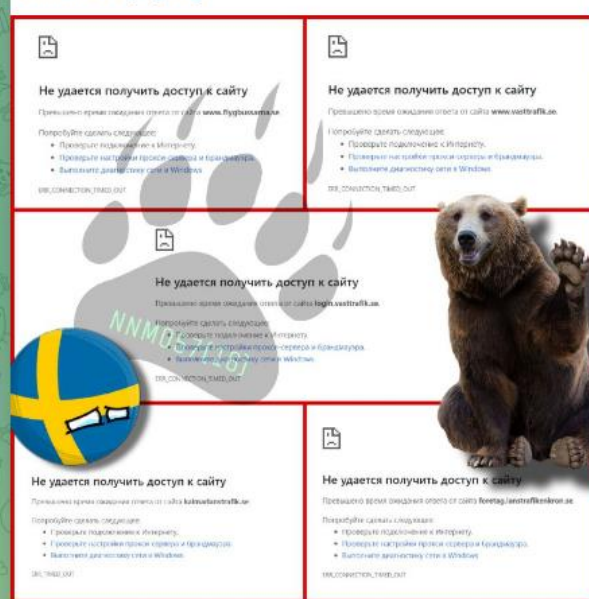 Не удается получить доступ к сайту
Превышено время ожидания ответа от сайта www.flygbussarna.se.
Попробуйте сделать следующее:
Проверьте подключение к Интернету.
Проверьте настройки прокси-сервера и брандмауэра.
Выполните диагностику сети в Windows.
ERR_CONNECTION_TIMED_OUT
Не удается получить доступ к сайту
Превышено время ожидания ответа от сайта www.vasttrafik.se.
Попробуйте сделать следующее:
Проверьте подключение к Интернету.
Проверьте настройки прокси-сервера и брандмауэра.
Выполните диагностику сети в Windows.
ERR_CONNECTION_TIMED_OUT
Не удается получить доступ к сайту
Превышено время ожидания ответа от сайта login.vasttrafik.se.
Попробуйте сделать следующее:
Проверьте подключение к Интернету.
Проверьте настройки прокси-сервера и брандмауэра.
Выполните диагностику сети в Windows.
ERR_CONNECTION_TIMED_OUT
Не удается получить доступ к сайту
Превышено время ожидания ответа от сайта kalmarlanstrafik.se
Попробуйте сделать следующее:
Проверьте подключение к Интернету.
Проверьте настройки прокси-сервера и брандмауэра.
Выполните диагностику сети в Windows.
ERR_TIMED_OUT
Не удается получить доступ к сайту
Превышено время ожидания ответа от сайта foretag.lanstrafikenkron.se
Попробуйте сделать следующее:
Проверьте подключение к Интернету.
Проверьте настройки прокси-сервера и брандмауэра.
Выполните диагностику сети в Windows.
ERR_CONNECTION_TIMED_OUT